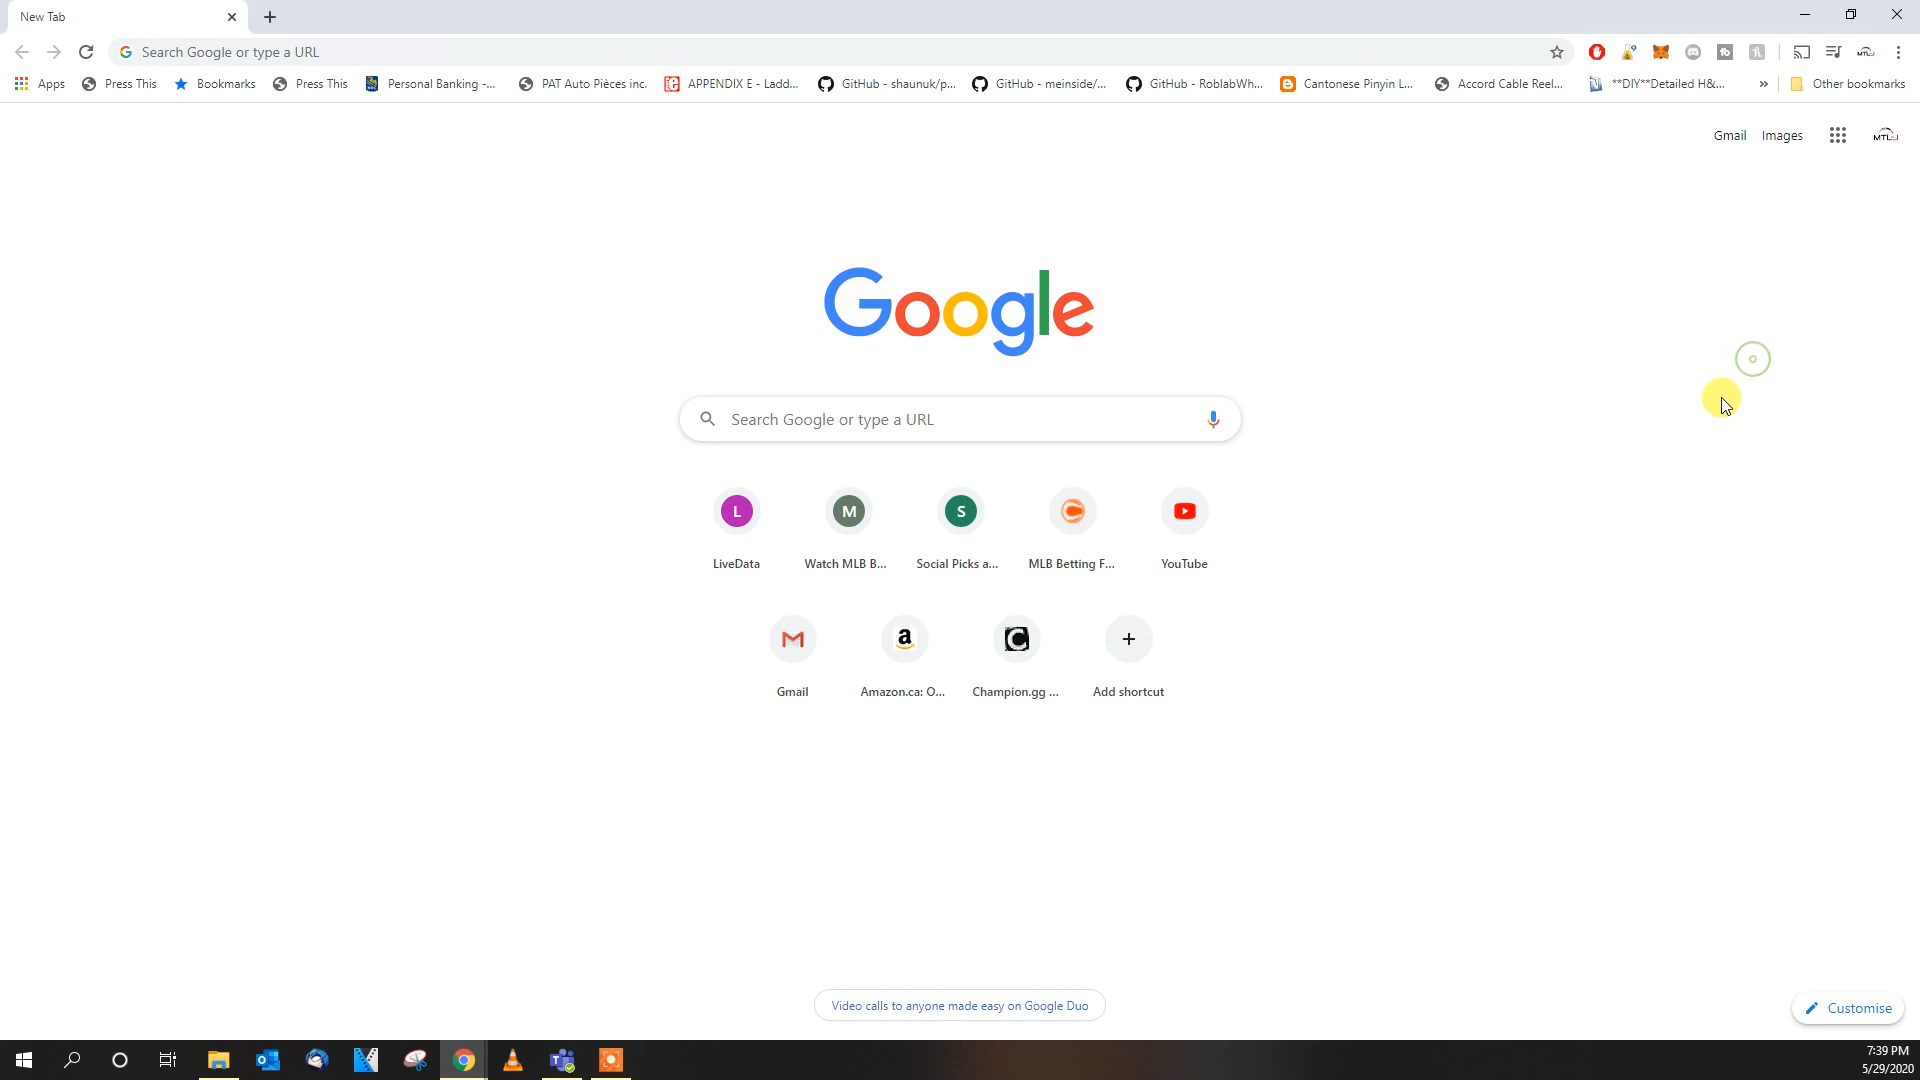 New Tab
Search Google or type a URL
Apps Press This Bookmarks Press This Personal Banking -... PAT Auto Pièces inc. APPENDIX E - Ladd... GitHub - shaunuk/p... GitHub - meinside/... GitHub - RoblabWh... Cantonese Pinyin I... Accord Cable Reel... **DIY**Detailed H&... » Other bookmarks
Gmail Images MTL
Google
Search Google or type a URL
L M S
LiveData Watch MLB B... Social Picks a... MLB Betting F... YouTube
Gmail Amazon.ca: O... Champion.gg ... Add shortcut
Video calls to anyone made easy on Google Duo
Customise
7:39 PM
5/29/2020